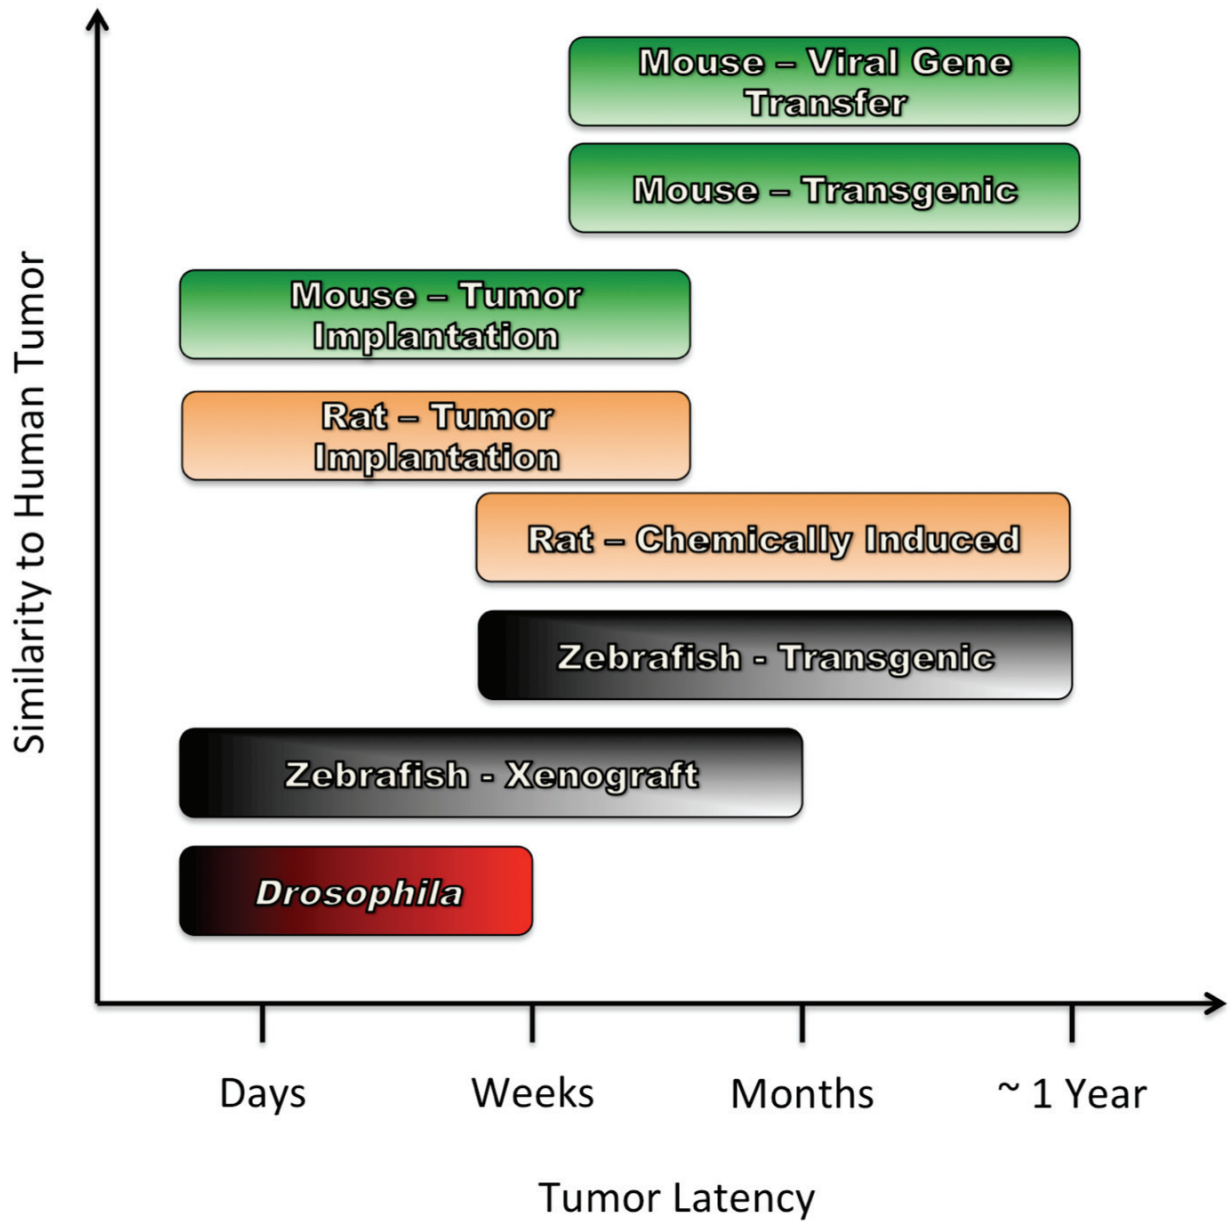 Mouse – Viral Gene
Transfer
Mouse – Transgenic
Mouse – Tumor
Implantation
Rat – Tumor
Implantation
Rat – Chemically Induced
Zebrafish - Transgenic
Zebrafish - Xenograft
Drosophila
Similarity to Human Tumor
Days Weeks Months ~ 1 Year
Tumor Latency